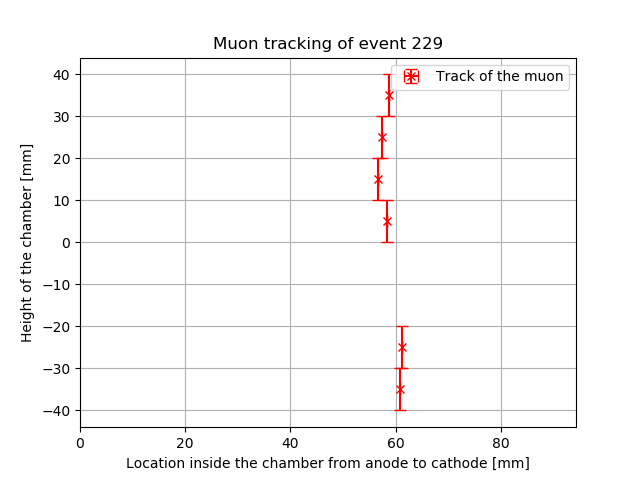 Muon tracking of event 229
Track of the muon
Height of the chamber [mm]
40
30
20
10
0
−10
−20
−30
−40
0 20 40 60 80
Location inside the chamber from anode to cathode [mm]